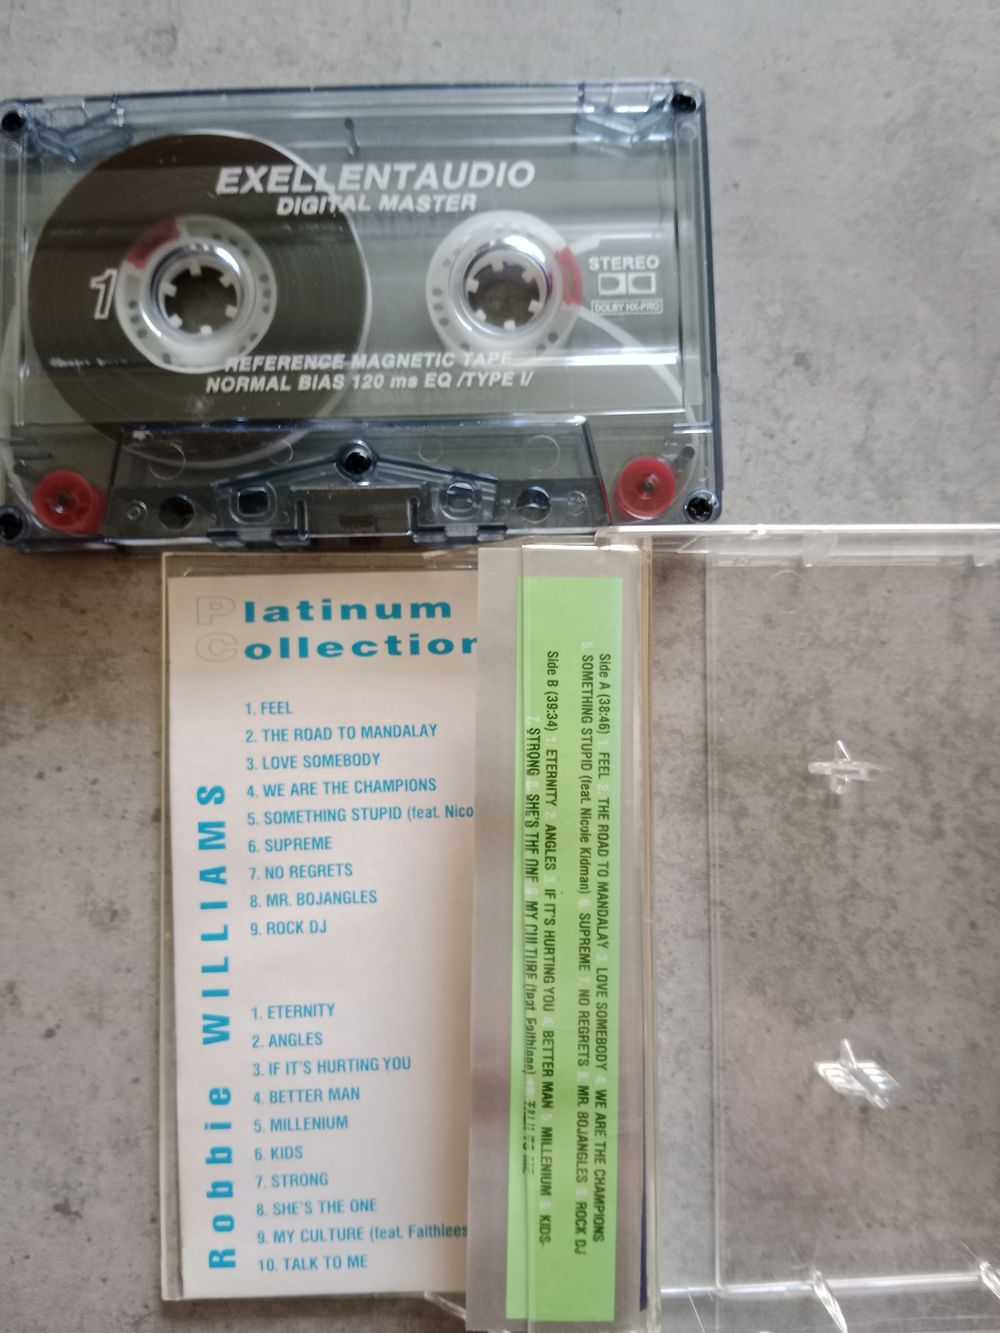 EXELLENTAUDIO
DIGITAL MASTER
1
STEREO
DOLBY HX-PRO
REFERENCE MAGNETIC TAPE
NORMAL BIAS 120 ms EQ /TYPE I/
Platinum
Collection
1. FEEL
2. THE ROAD TO MANDALAY
3. LOVE SOMEBODY
4. WE ARE THE CHAMPIONS
5. SOMETHING STUPID (feat. Nico
6. SUPREME
7. NO REGRETS
8. MR. BOJANGLES
9. ROCK DJ
1. ETERNITY
2. ANGLES
3. IF IT'S HURTING YOU
4. BETTER MAN
5. MILLENIUM
6. KIDS
7. STRONG
8. SHE'S THE ONE
9. MY CULTURE (feat. Faithlees
10. TALK TO ME
Robbie WILLIAMS
Side A (38:46) 1. FEEL 2. THE ROAD TO MANDALAY 3. LOVE SOMEBODY 4. WE ARE THE CHAMPIONS
5. SOMETHING STUPID (feat. Nicole Kidman) 6. SUPREME 7. NO REGRETS 8. MR. BOJANGLES 9. ROCK DJ
Side B (39:34) 1. ETERNITY 2. ANGLES 3. IF IT'S HURTING YOU 4. BETTER MAN 5. MILLENIUM 6. KIDS
7. STRONG 8. SHE'S THE ONE 9. MY CULTURE (feat. Faithlees) TALK TO ME